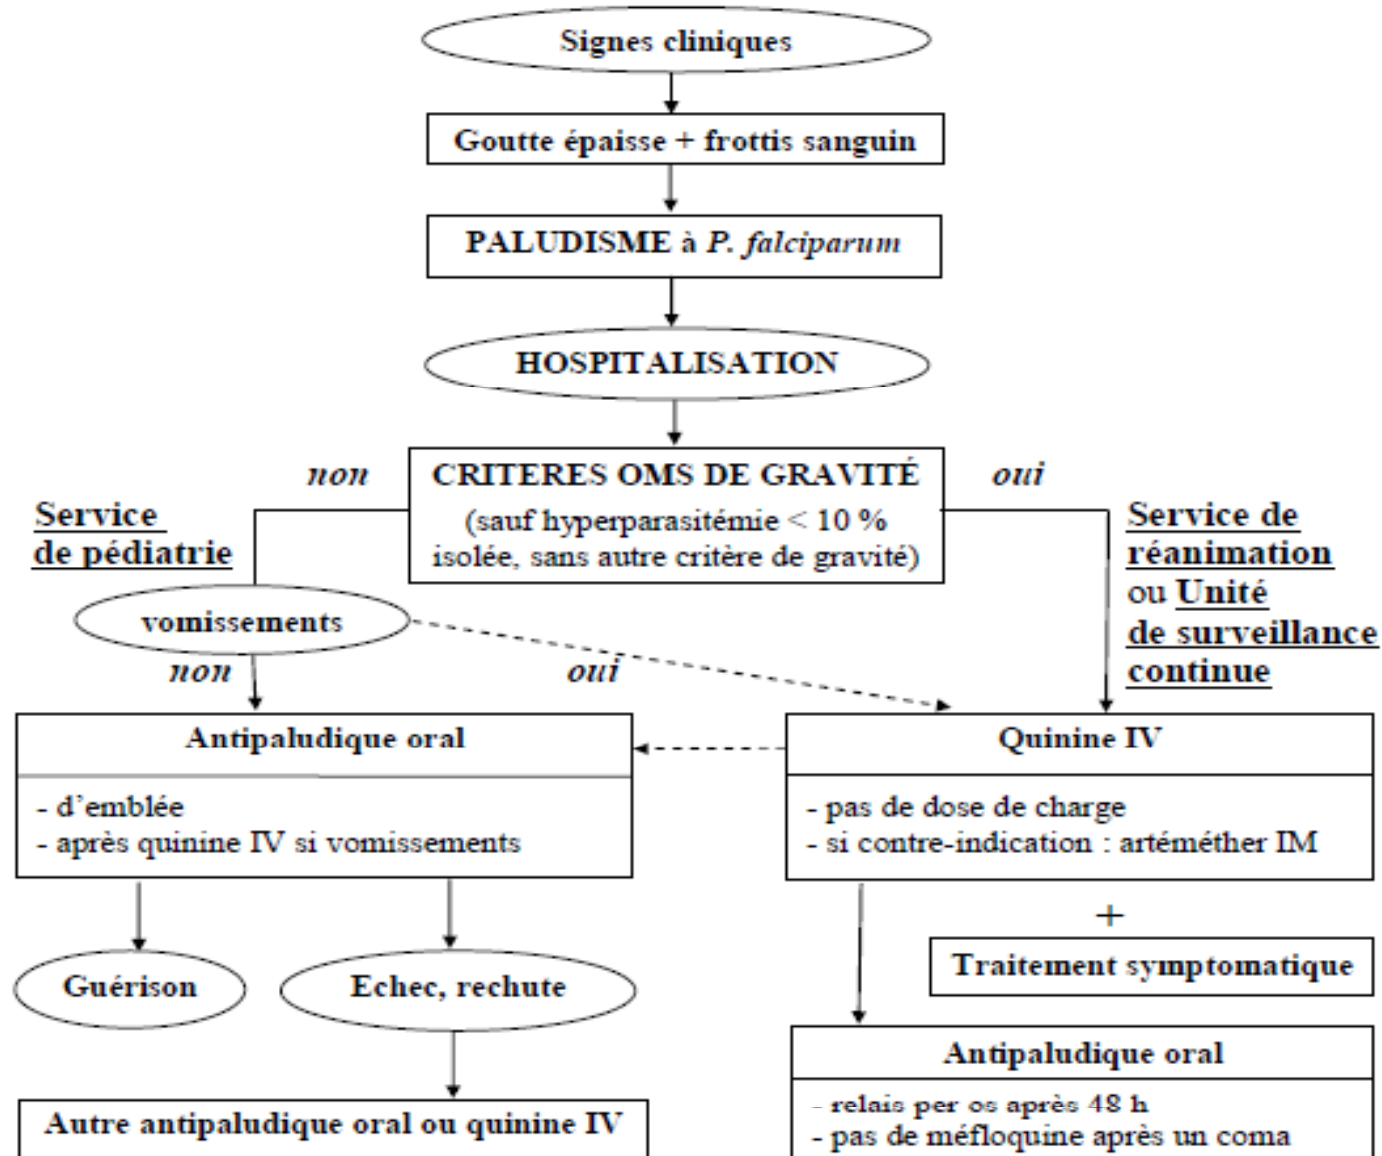 Signes cliniques
Goutte épaisse + frottis sanguin
PALUDISME à P. falciparum
HOSPITALISATION
non
CRITERES OMS DE GRAVITÉ
(sauf hyperparasitémie < 10 %
isolée, sans autre critère de gravité)
oui
Service
de pédiatrie
Service de
réanimation
ou Unité
de surveillance
continue
vomissements
non
oui
Antipaludique oral
- d'emblée
- après quinine IV si vomissements
Quinine IV
- pas de dose de charge
- si contre-indication : artéméther IM
+
Traitement symptomatique
Guérison
Echec, rechute
Autre antipaludique oral ou quinine IV
Antipaludique oral
- relais per os après 48 h
- pas de méfloquine après un coma